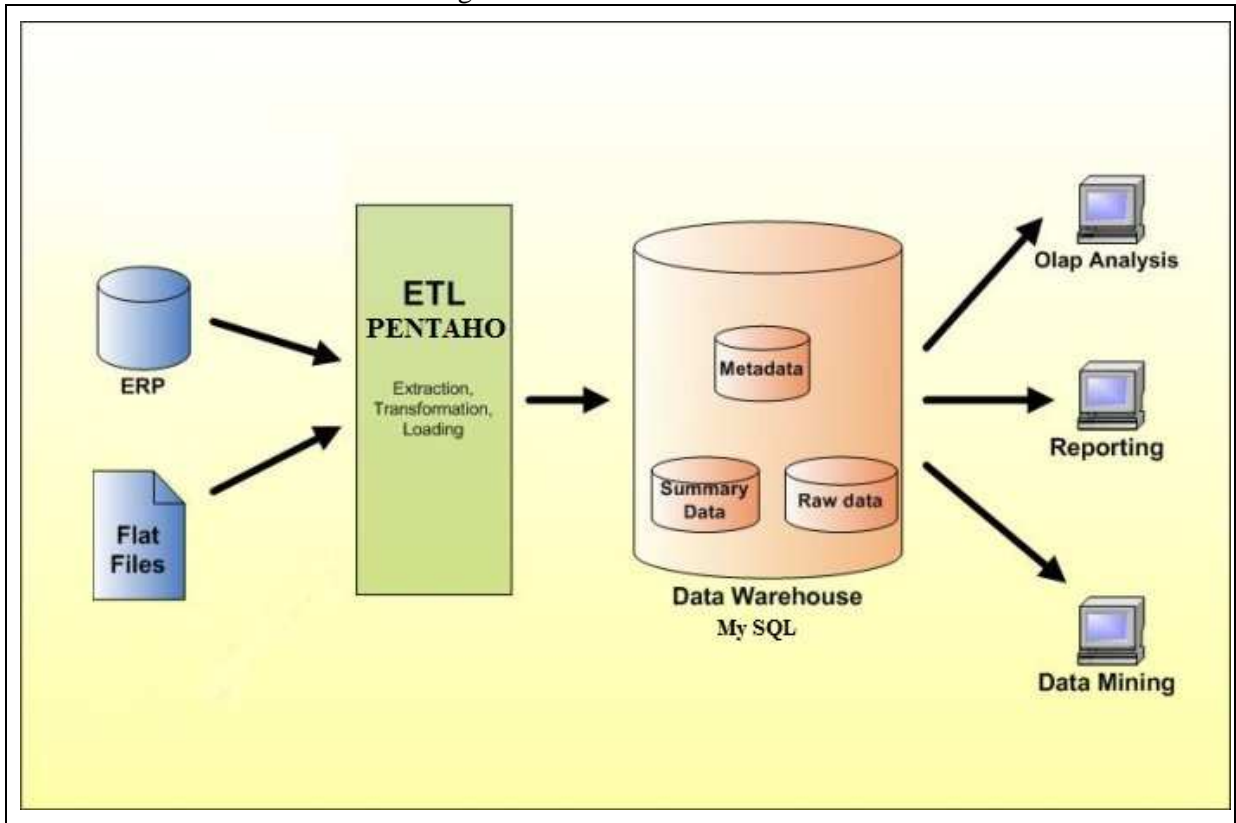 ERP
Flat
Files
ETL
PENTAHO
Extraction,
Transformation,
Loading
Metadata
Summary
Data
Raw data
Data Warehouse
My SQL
Olap Analysis
Reporting
Data Mining